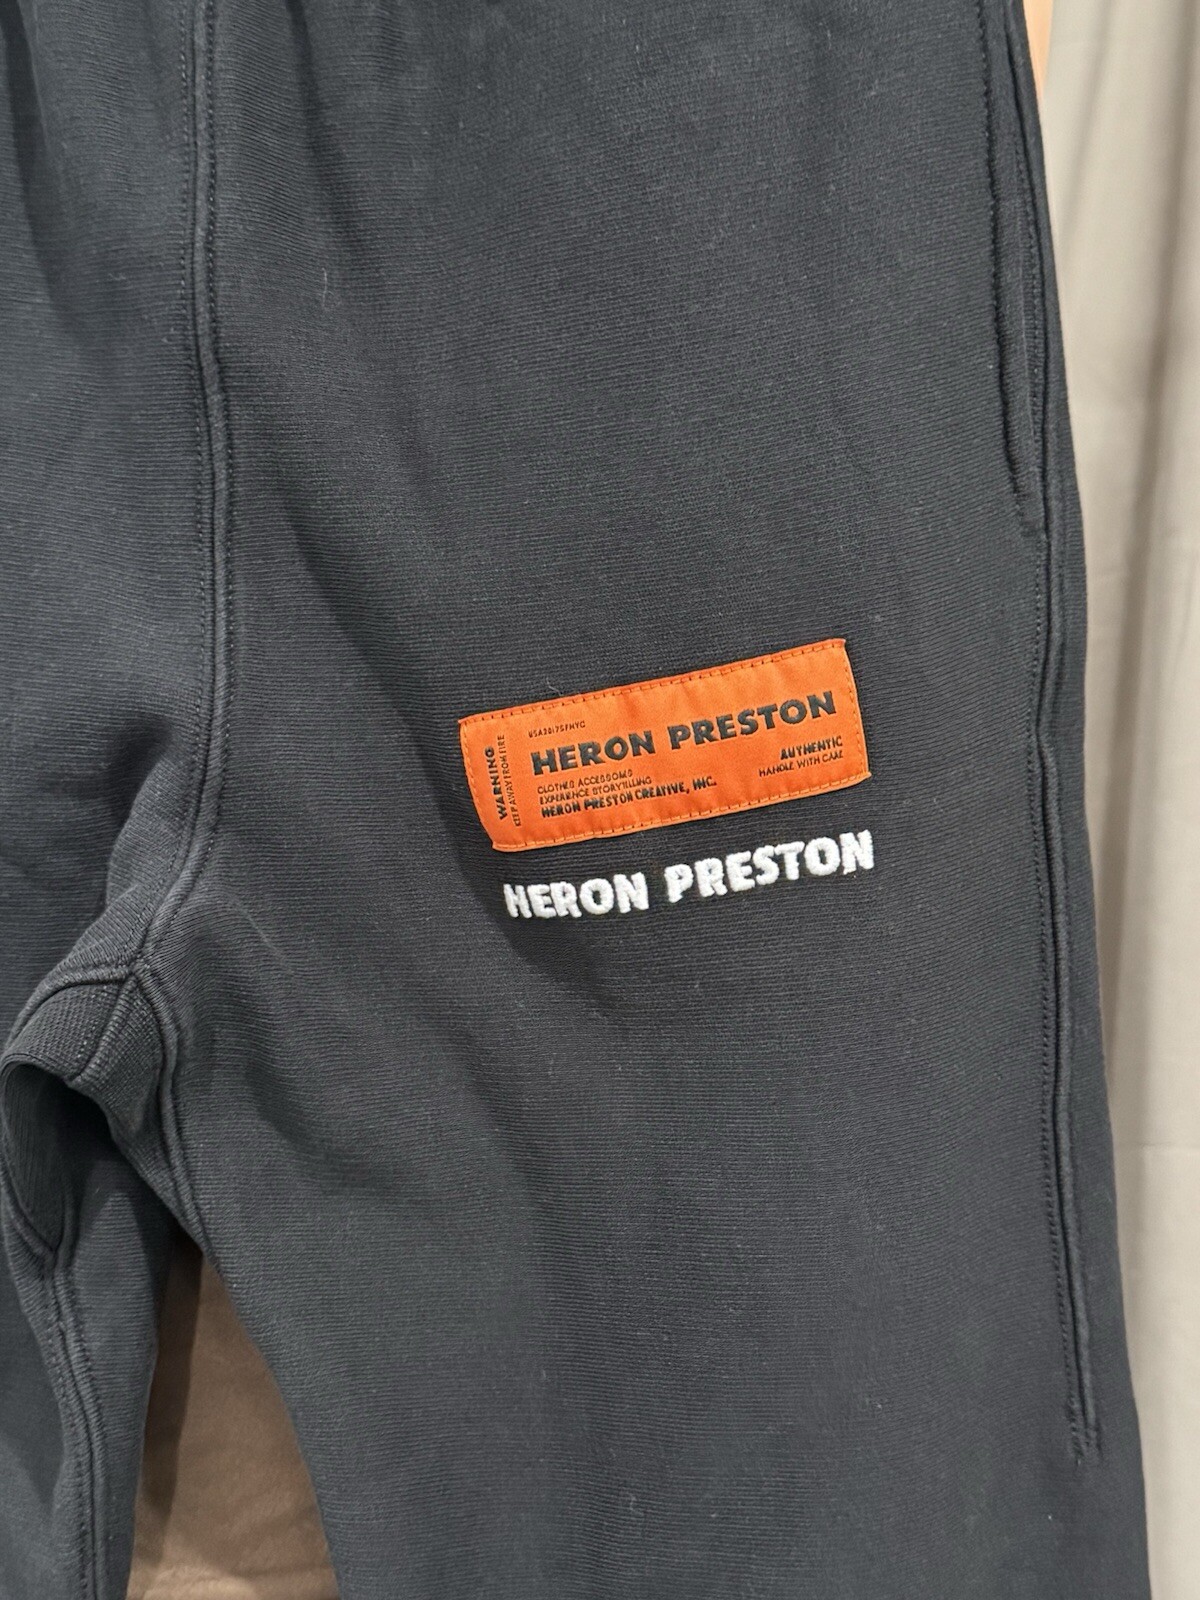 USA2017SFNYC
HERON PRESTON
WARNING
KEEP AWAY FROM FIRE
CLOTHES ACCESSORIES
EXPERIENCE STORYTELLING
HERON PRESTON CREATIVE, INC.
AUTHENTIC
HANDLE WITH CARE
HERON PRESTON